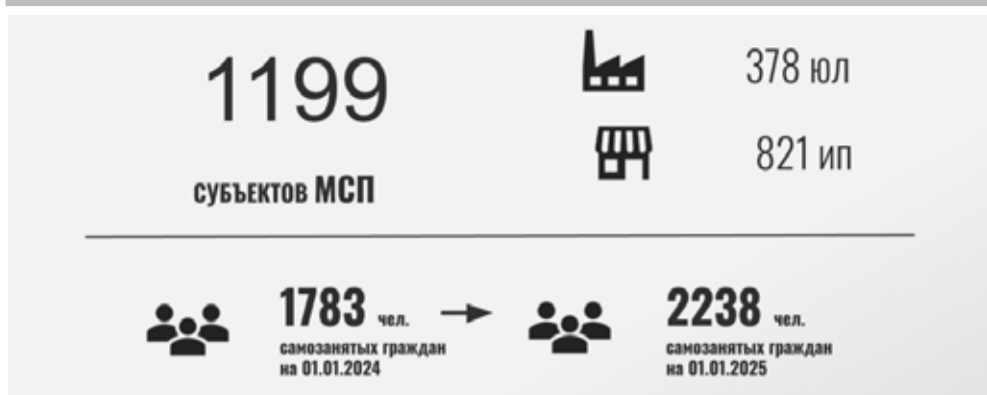 1199
субъектов МСП
378 юл
821 ип
1783 чел.
самозанятых граждан
на 01.01.2024
2238 чел.
самозанятых граждан
на 01.01.2025